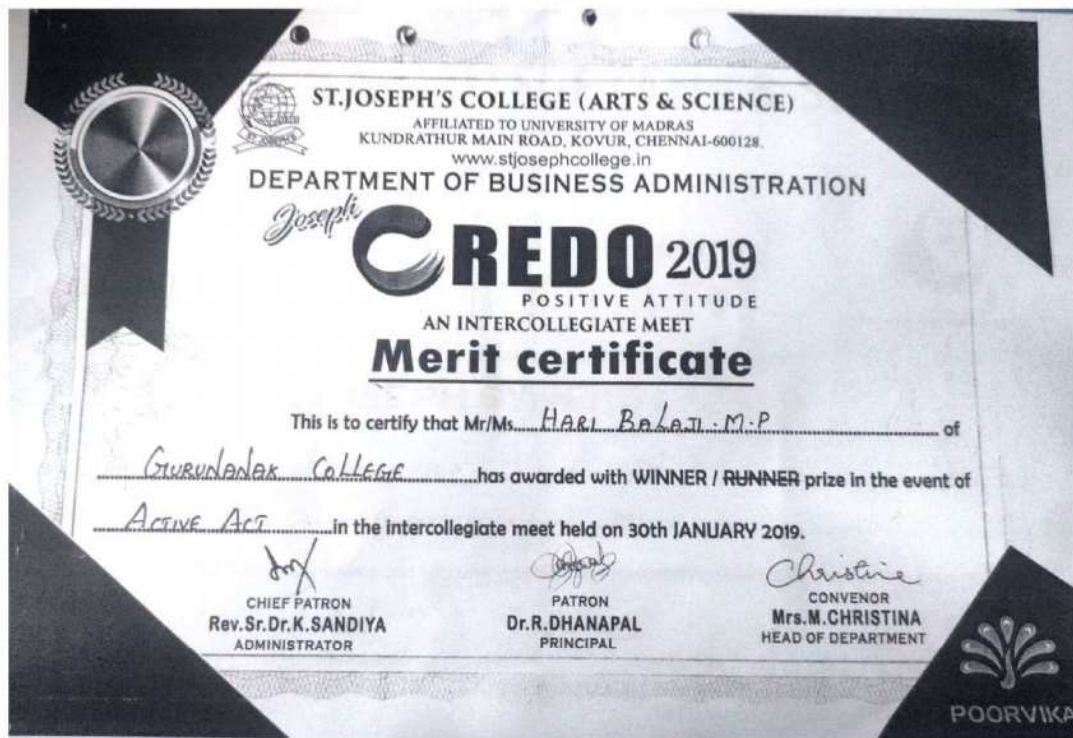 ST.JOSEPH'S COLLEGE (ARTS & SCIENCE)
AFFILIATED TO UNIVERSITY OF MADRAS
KUNDRATHUR MAIN ROAD, KOVUR, CHENNAI-600128.
www.stjosephcollege.in
DEPARTMENT OF BUSINESS ADMINISTRATION
Joseph
CREDO 2019
POSITIVE ATTITUDE
AN INTERCOLLEGIATE MEET
Merit certificate
This is to certify that Mr/Ms. HARI BALAJI. M.P of
GURUNANAK COLLEGE has awarded with WINNER / RUNNER prize in the event of
ACTIVE ACT in the intercollegiate meet held on 30th JANUARY 2019.
Christine
CHIEF PATRON PATRON CONVENOR
Rev.Sr.Dr.K.SANDIYA Dr.R.DHANAPAL Mrs.M.CHRISTINA
ADMINISTRATOR PRINCIPAL HEAD OF DEPARTMENT
POORVIKA